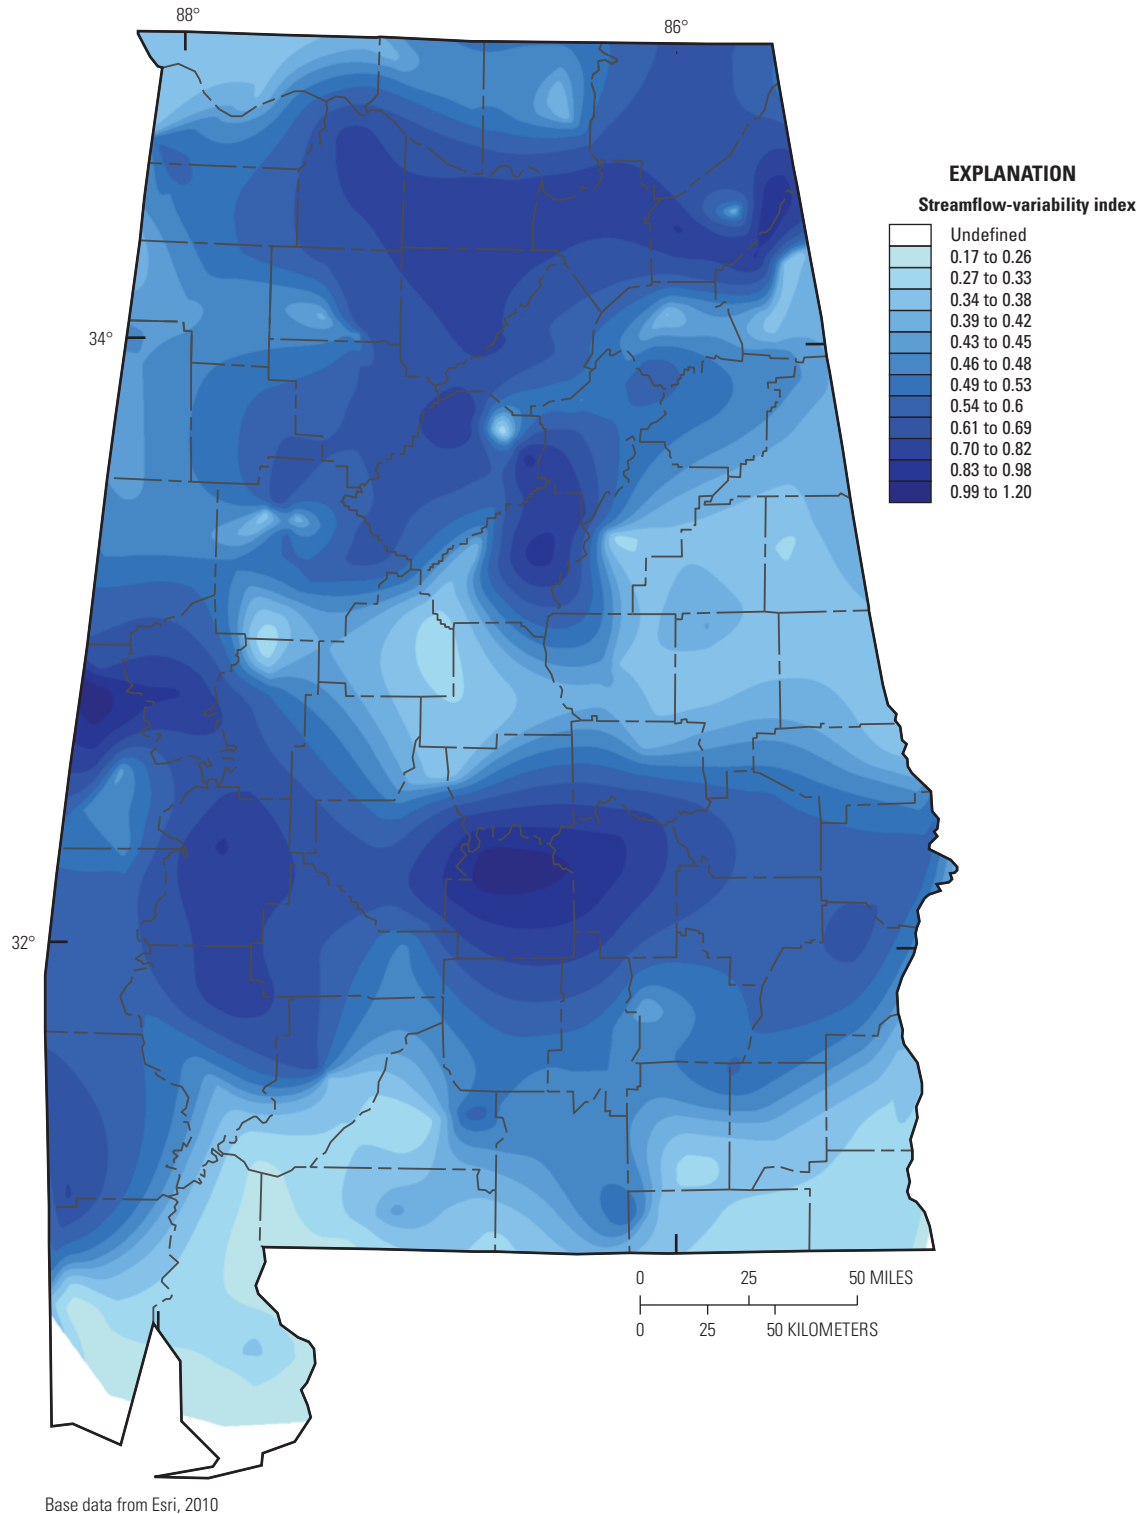 88°
86°
34°
32°
EXPLANATION
Streamflow-variability index
Undefined
0.17 to 0.26
0.27 to 0.33
0.34 to 0.38
0.39 to 0.42
0.43 to 0.45
0.46 to 0.48
0.49 to 0.53
0.54 to 0.6
0.61 to 0.69
0.70 to 0.82
0.83 to 0.98
0.99 to 1.20
0 25 50 MILES
0 25 50 KILOMETERS
Base data from Esri, 2010